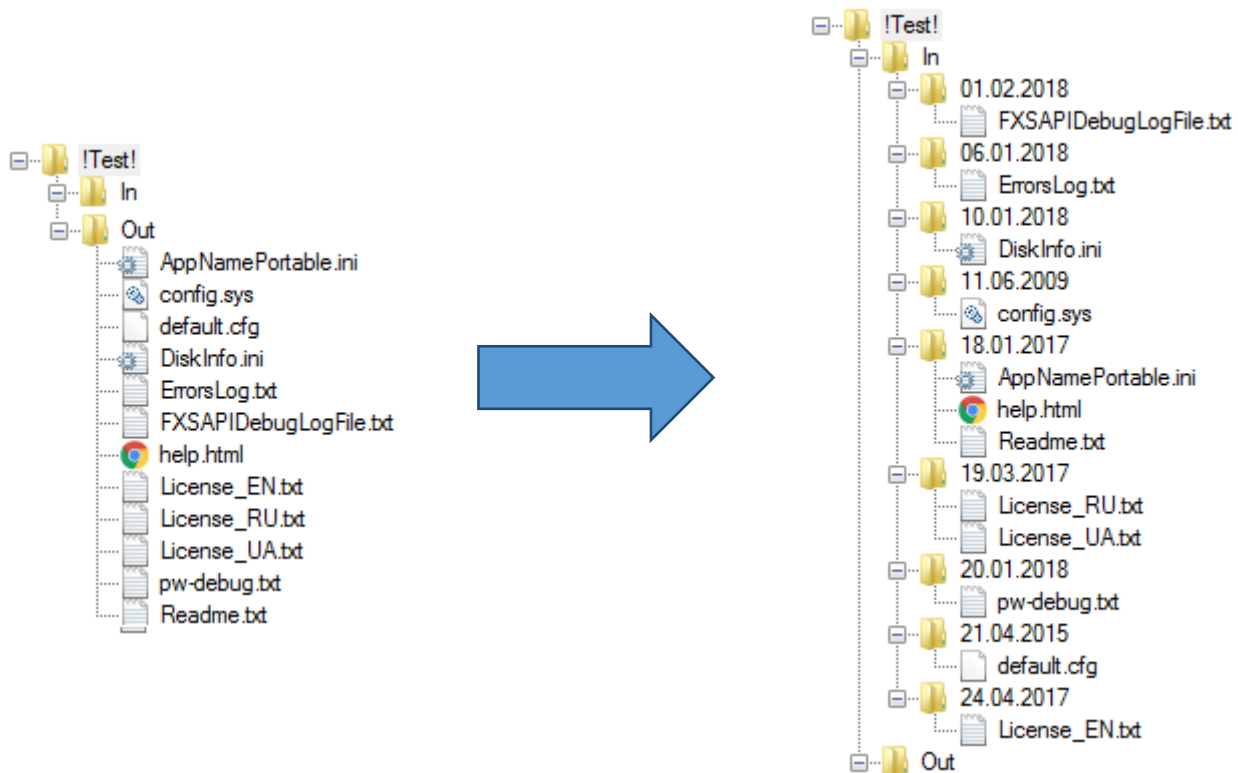 !Test!
In
Out
AppNamePortable.ini
config.sys
default.cfg
DiskInfo.ini
ErrorsLog.txt
FXSAPIDebugLogFile.txt
help.html
License_EN.txt
License_RU.txt
License_UA.txt
pw-debug.txt
Readme.txt
!Test!
In
01.02.2018
FXSAPIDebugLogFile.txt
06.01.2018
ErrorsLog.txt
10.01.2018
DiskInfo.ini
11.06.2009
config.sys
18.01.2017
AppNamePortable.ini
help.html
Readme.txt
19.03.2017
License_RU.txt
License_UA.txt
20.01.2018
pw-debug.txt
21.04.2015
default.cfg
24.04.2017
License_EN.txt
Out